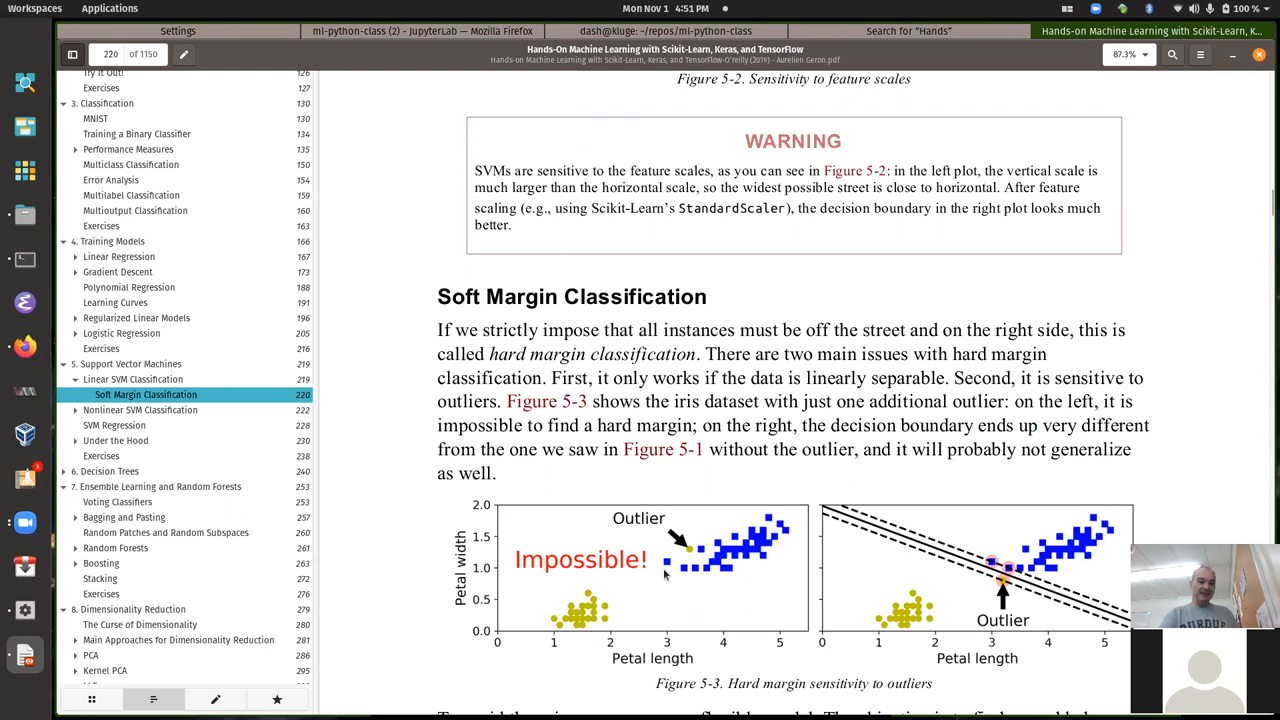 Workspaces Applications Mon Nov 1 4:51 PM 100 %
Settings ml-python-class (2) - JupyterLab — Mozilla Firefox dash@kluge: ~/repos/ml-python-class Search for "Hands" Hands-on Machine Learning with Scikit-Learn, K...
220 of 1150 Hands-On Machine Learning with Scikit-Learn, Keras, and TensorFlow 87.3%
Hands-on Machine Learning with Scikit-Learn, Keras, and TensorFlow-O'reilly (2019) - Aurelien Geron.pdf
Try It Out! 126
Exercises 127
3. Classification 130
MNIST 130
Training a Binary Classifier 134
Performance Measures 135
Multiclass Classification 150
Error Analysis 154
Multilabel Classification 159
Multioutput Classification 160
Exercises 163
4. Training Models 166
Linear Regression 167
Gradient Descent 173
Polynomial Regression 188
Learning Curves 191
Regularized Linear Models 196
Logistic Regression 205
Exercises 216
5. Support Vector Machines 219
Linear SVM Classification 219
Soft Margin Classification 220
Nonlinear SVM Classification 222
SVM Regression 228
Under the Hood 230
Exercises 238
6. Decision Trees 240
7. Ensemble Learning and Random Forests 253
Voting Classifiers 253
Bagging and Pasting 257
Random Patches and Random Subspaces 260
Random Forests 261
Boosting 263
Stacking 272
Exercises 276
8. Dimensionality Reduction 279
The Curse of Dimensionality 280
Main Approaches for Dimensionality Reduction 281
PCA 286
Kernel PCA 295
3
Figure 5-2. Sensitivity to feature scales
WARNING
SVMs are sensitive to the feature scales, as you can see in Figure 5-2: in the left plot, the vertical scale is
much larger than the horizontal scale, so the widest possible street is close to horizontal. After feature
scaling (e.g., using Scikit-Learn's StandardScaler), the decision boundary in the right plot looks much
better.
Soft Margin Classification
If we strictly impose that all instances must be off the street and on the right side, this is
called hard margin classification. There are two main issues with hard margin
classification. First, it only works if the data is linearly separable. Second, it is sensitive to
outliers. Figure 5-3 shows the iris dataset with just one additional outlier: on the left, it is
impossible to find a hard margin; on the right, the decision boundary ends up very different
from the one we saw in Figure 5-1 without the outlier, and it will probably not generalize
as well.
2.0
1.5
1.0
0.5
0.0
Petal width
Outlier
Impossible!
0 1 2 3 4 5
Petal length
Outlier
0 1 2 3 4 5
Petal length
PURDUE
Figure 5-3. Hard margin sensitivity to outliers